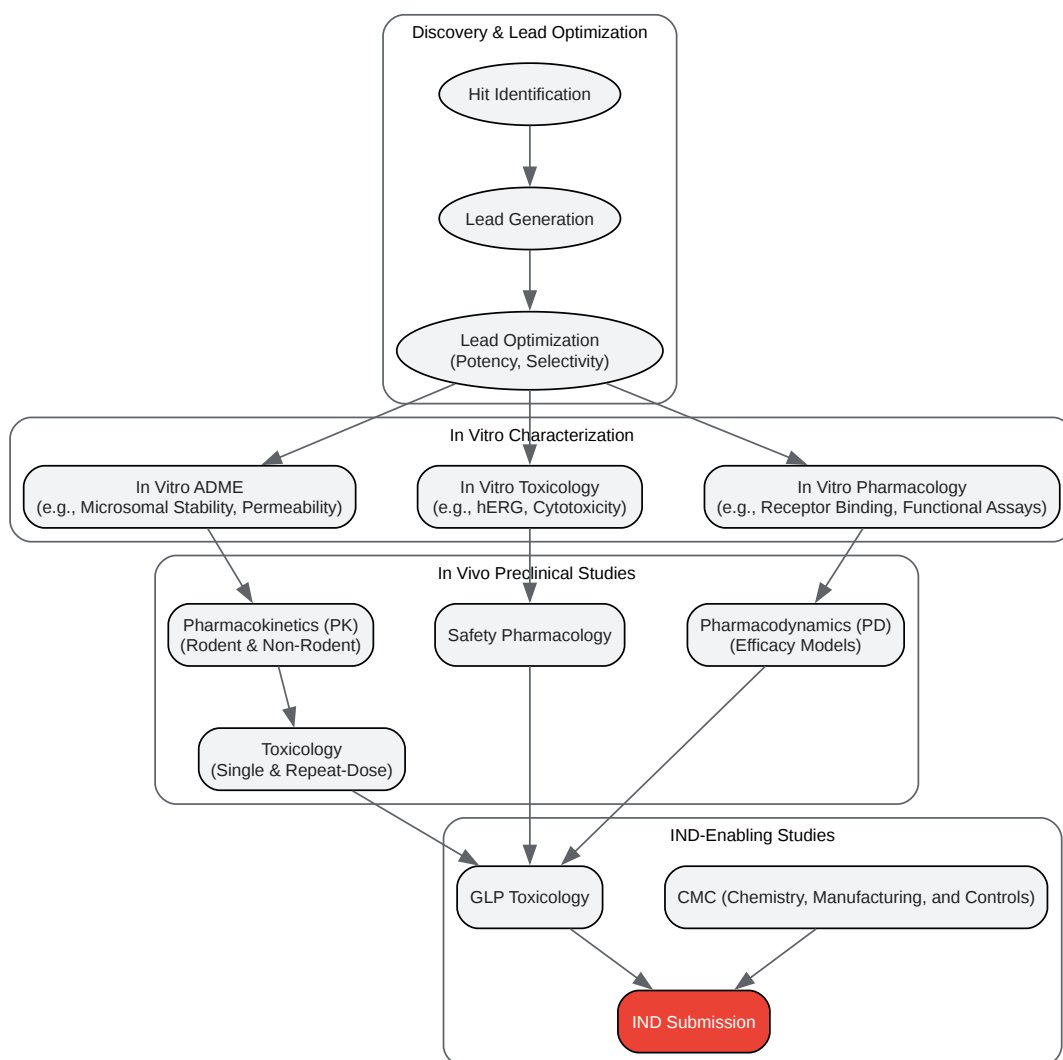 Discovery & Lead Optimization
Hit Identification
Lead Generation
Lead Optimization
(Potency, Selectivity)
In Vitro Characterization
In Vitro ADME
(e.g., Microsomal Stability, Permeability)
In Vitro Toxicology
(e.g., hERG, Cytotoxicity)
In Vitro Pharmacology
(e.g., Receptor Binding, Functional Assays)
In Vivo Preclinical Studies
Pharmacokinetics (PK)
(Rodent & Non-Rodent)
Safety Pharmacology
Pharmacodynamics (PD)
(Efficacy Models)
Toxicology
(Single & Repeat-Dose)
IND-Enabling Studies
GLP Toxicology
CMC (Chemistry, Manufacturing, and Controls)
IND Submission